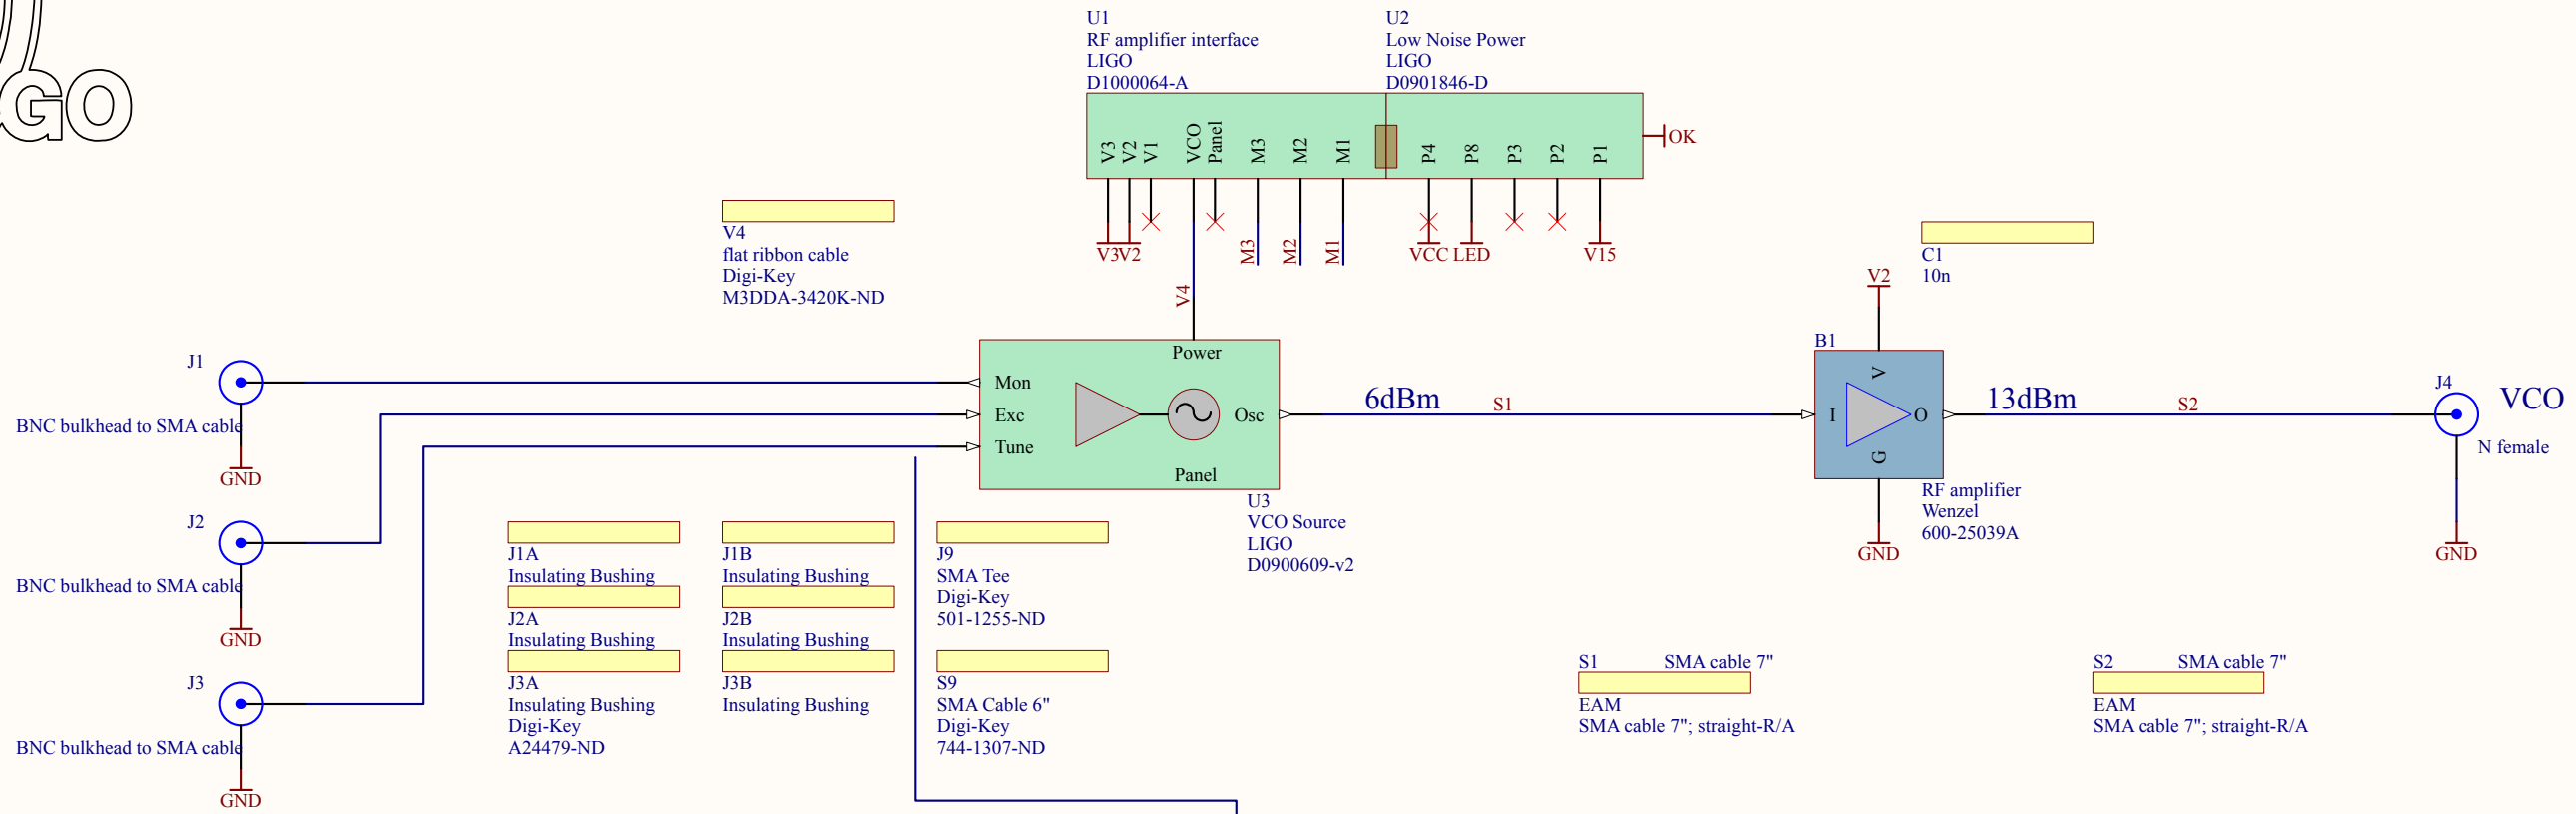 GO
U1
RF amplifier interface
LIGO
D1000064-A
U2
Low Noise Power
LIGO
D0901846-D
V3
V2
V1
VCO
Panel
M3
M2
M1
P4
P8
P3
P2
P1
OK
V3
V2
M3
M2
M1
VCC
LED
V15
V4
flat ribbon cable
Digi-Key
M3DDA-3420K-ND
V4
C1
10n
V2
J1
BNC bulkhead to SMA cable
GND
J2
BNC bulkhead to SMA cable
GND
J3
BNC bulkhead to SMA cable
GND
Power
Mon
Exc
Tune
Osc
Panel
U3
VCO Source
LIGO
D0900609-v2
6dBm
S1
B1
V
I
O
G
RF amplifier
Wenzel
600-25039A
GND
13dBm
S2
J4
VCO
N female
GND
J1A
Insulating Bushing
J2A
Insulating Bushing
J3A
Insulating Bushing
Digi-Key
A24479-ND
J1B
Insulating Bushing
J2B
Insulating Bushing
J3B
Insulating Bushing
J9
SMA Tee
Digi-Key
501-1255-ND
S9
SMA Cable 6"
Digi-Key
744-1307-ND
S1 SMA cable 7"
EAM
SMA cable 7"; straight-R/A
S2 SMA cable 7"
EAM
SMA cable 7"; straight-R/A